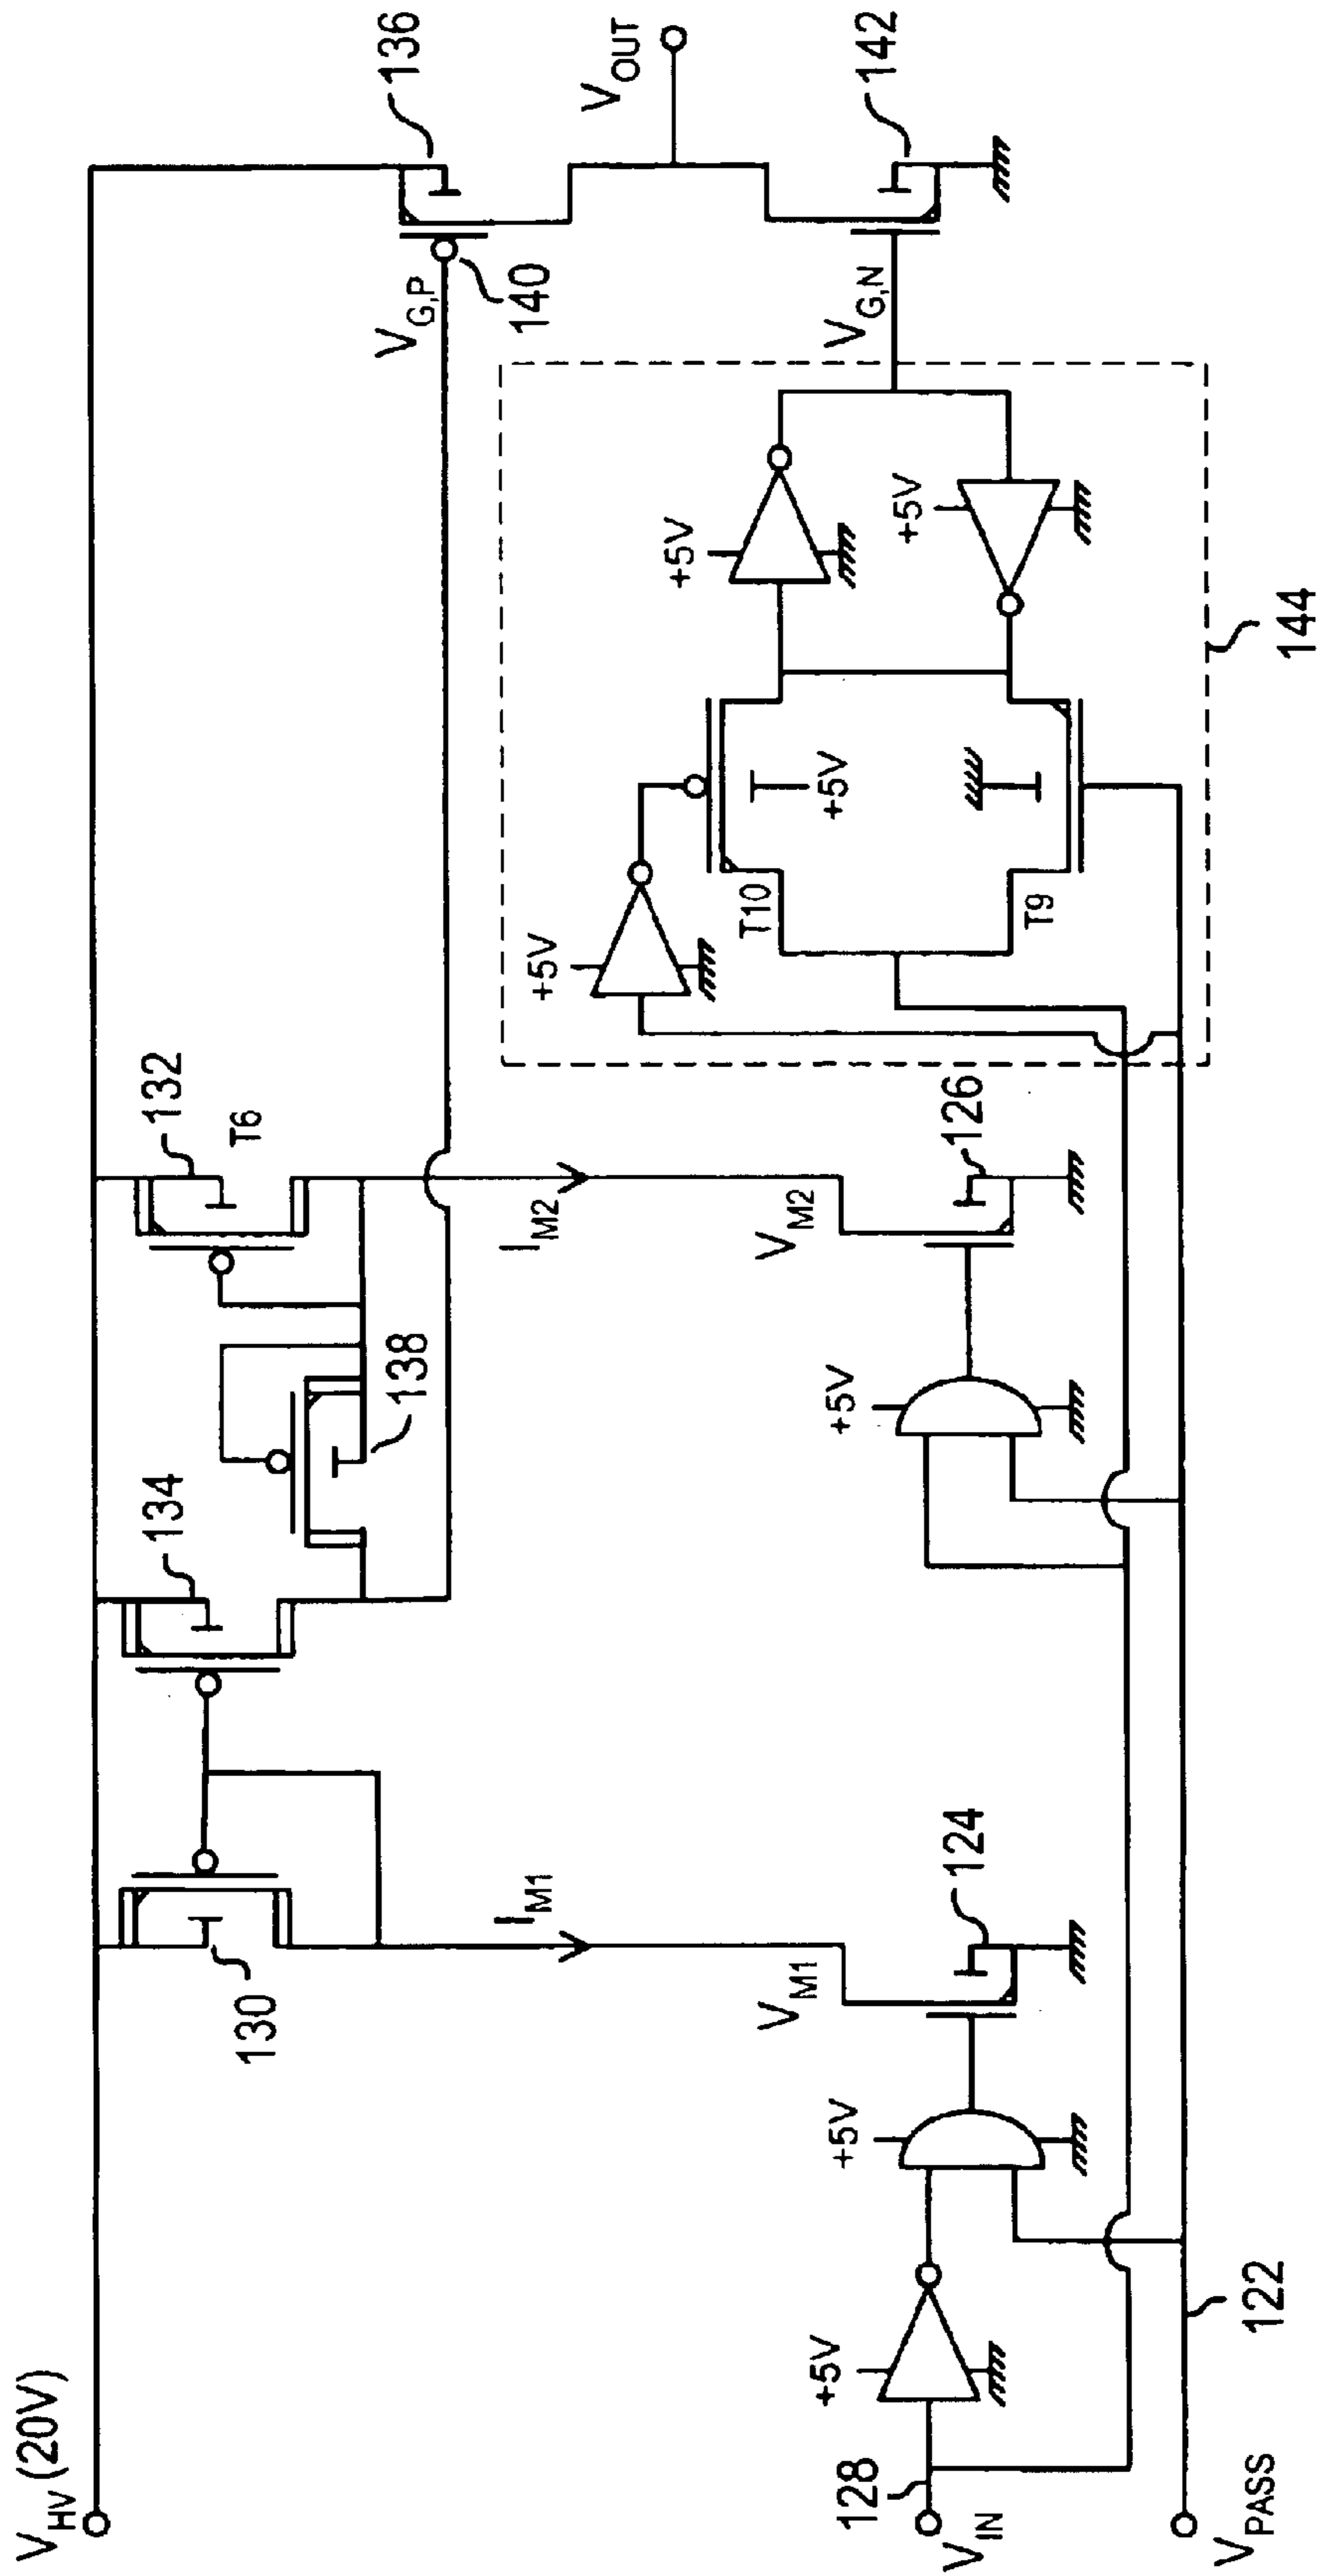 V_HV (20V)
130
134
132
T6
138
136
V_G,P
140
V_OUT
142
V_G,N
I_M1
I_M2
V_M1
124
V_M2
126
+5V
+5V
+5V
+5V
+5V
+5V
+5V
T10
T9
144
128
V_IN
122
V_PASS